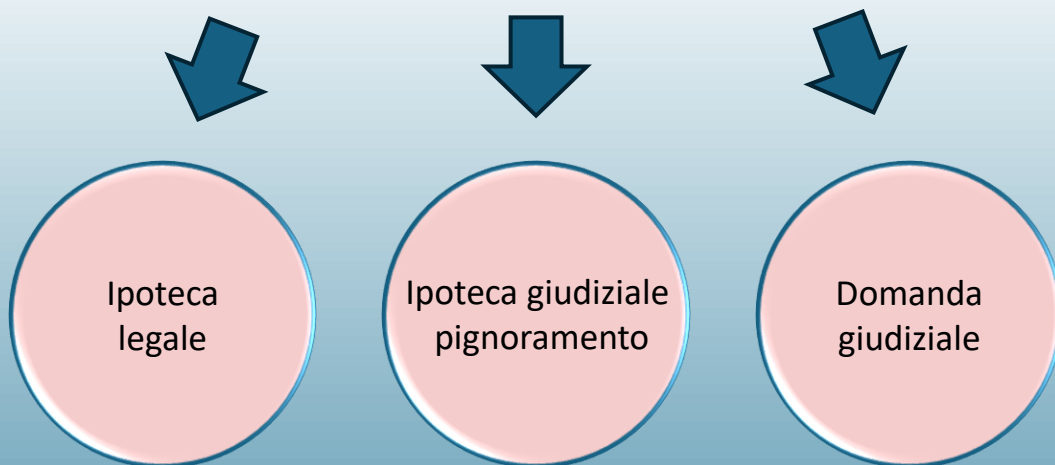 Ipoteca
legale
Ipoteca giudiziale
pignoramento
Domanda
giudiziale